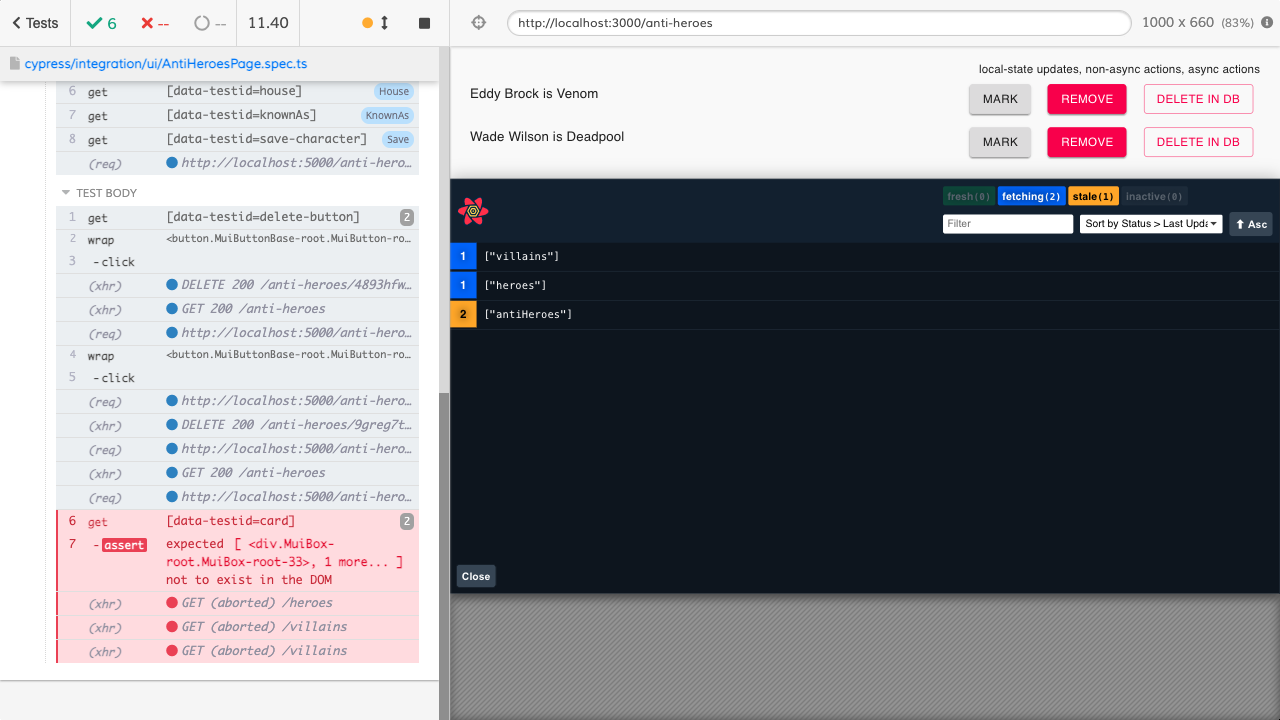 Tests
6
--
--
11.40
http://localhost:3000/anti-heroes
1000 x 660 (83%)
cypress/integration/ui/AntiHeroesPage.spec.ts
6 get [data-testid=house] House
7 get [data-testid=knownAs] KnownAs
8 get [data-testid=save-character] Save
(req) http://localhost:5000/anti-hero…
TEST BODY
1 get [data-testid=delete-button] 2
2 wrap <button.MuiButtonBase-root.MuiButton-ro…
3 -click
(xhr) DELETE 200 /anti-heroes/4893hfw…
(xhr) GET 200 /anti-heroes
(req) http://localhost:5000/anti-hero…
4 wrap <button.MuiButtonBase-root.MuiButton-ro…
5 -click
(req) http://localhost:5000/anti-hero…
(xhr) DELETE 200 /anti-heroes/9greg7t…
(req) http://localhost:5000/anti-hero…
(xhr) GET 200 /anti-heroes
(req) http://localhost:5000/anti-hero…
6 get [data-testid=card] 2
7 -assert expected [ <div.MuiBox-
root.MuiBox-root-33>, 1 more... ]
not to exist in the DOM
(xhr) GET (aborted) /heroes
(xhr) GET (aborted) /villains
(xhr) GET (aborted) /villains
local-state updates, non-async actions, async actions
Eddy Brock is Venom MARK REMOVE DELETE IN DB
Wade Wilson is Deadpool MARK REMOVE DELETE IN DB
fresh(0) fetching(2) stale(1) inactive(0)
Filter Sort by Status > Last Upda Asc
1 ["villains"]
1 ["heroes"]
2 ["antiHeroes"]
Close